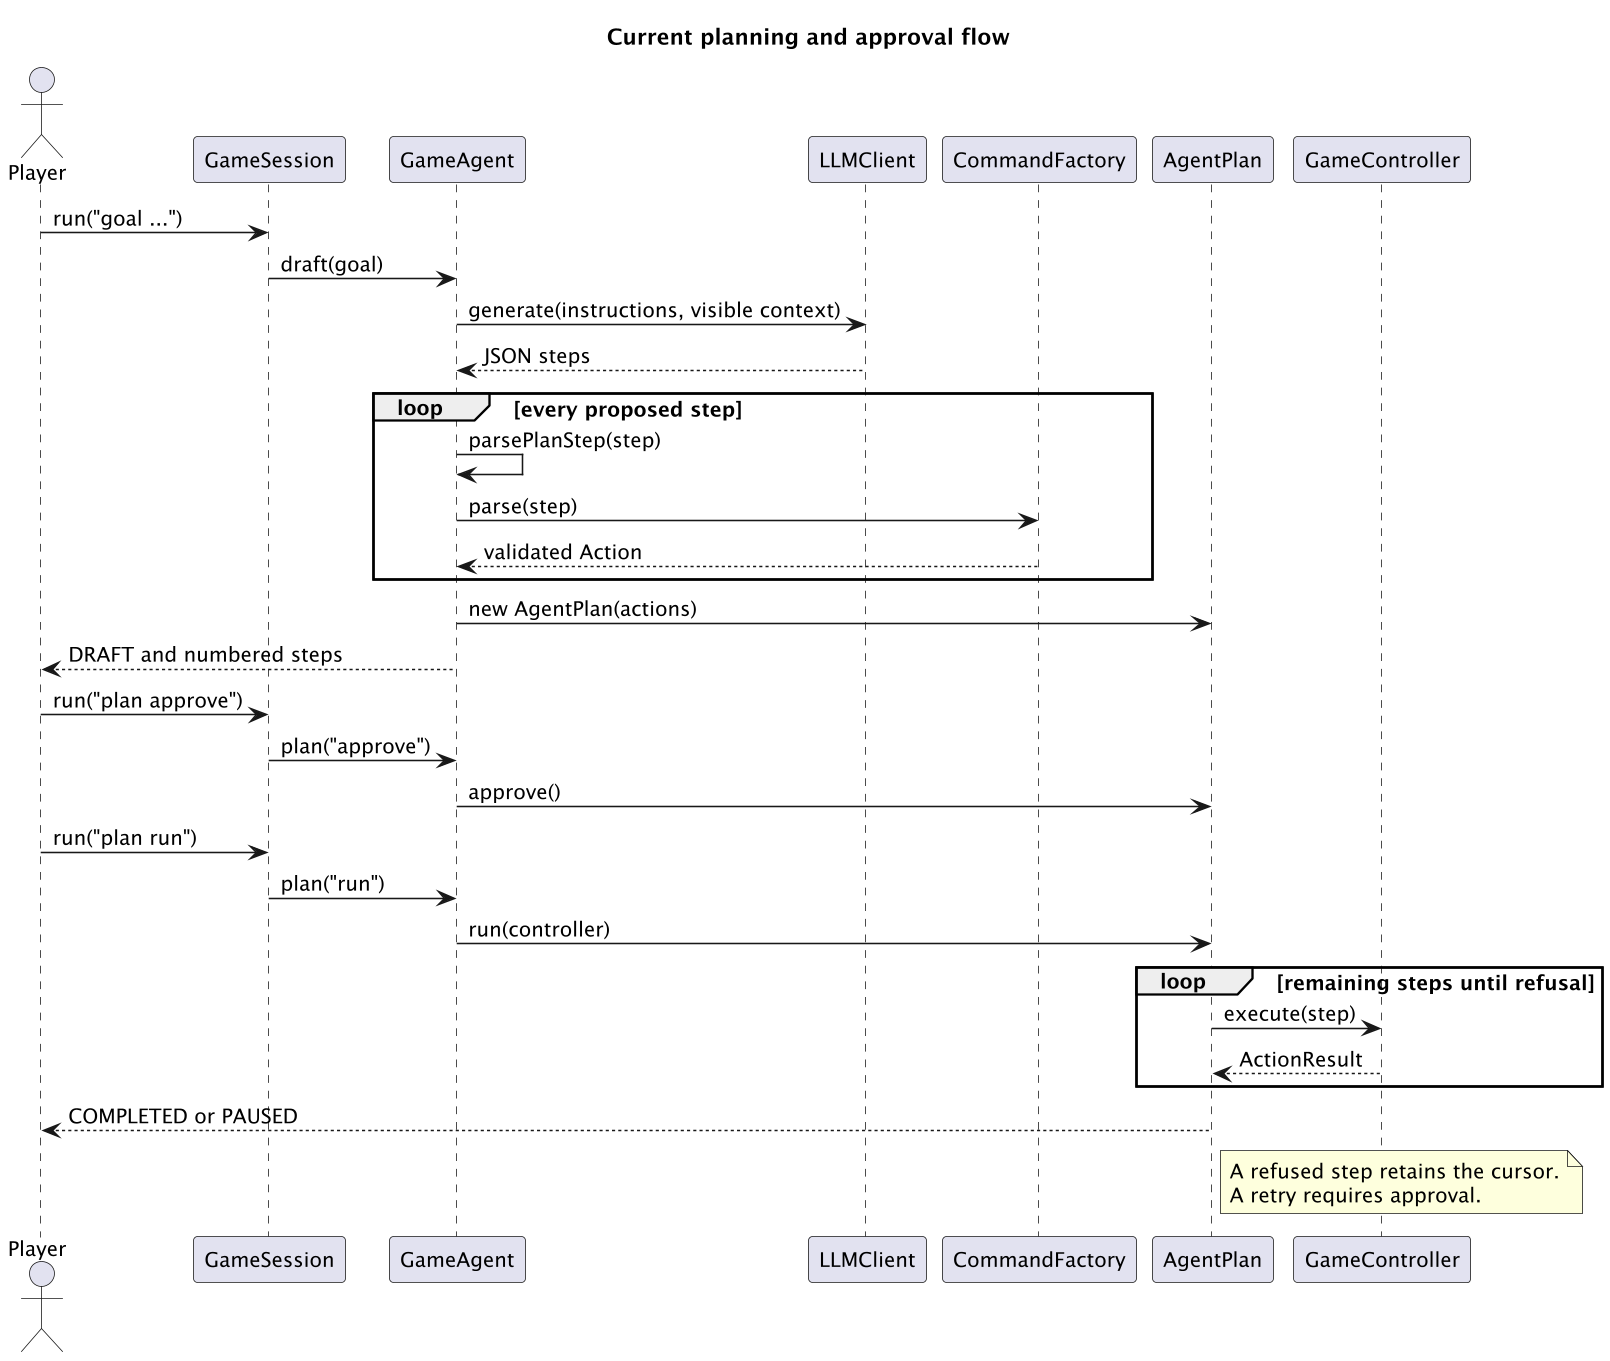 Current planning and approval flow
Player
GameSession
GameAgent
LLMClient
CommandFactory
AgentPlan
GameController
run("goal ...")
draft(goal)
generate(instructions, visible context)
JSON steps
loop
[every proposed step]
parsePlanStep(step)
parse(step)
validated Action
new AgentPlan(actions)
DRAFT and numbered steps
run("plan approve")
plan("approve")
approve()
run("plan run")
plan("run")
run(controller)
loop
[remaining steps until refusal]
execute(step)
ActionResult
COMPLETED or PAUSED
A refused step retains the cursor.
A retry requires approval.
Player
GameSession
GameAgent
LLMClient
CommandFactory
AgentPlan
GameController